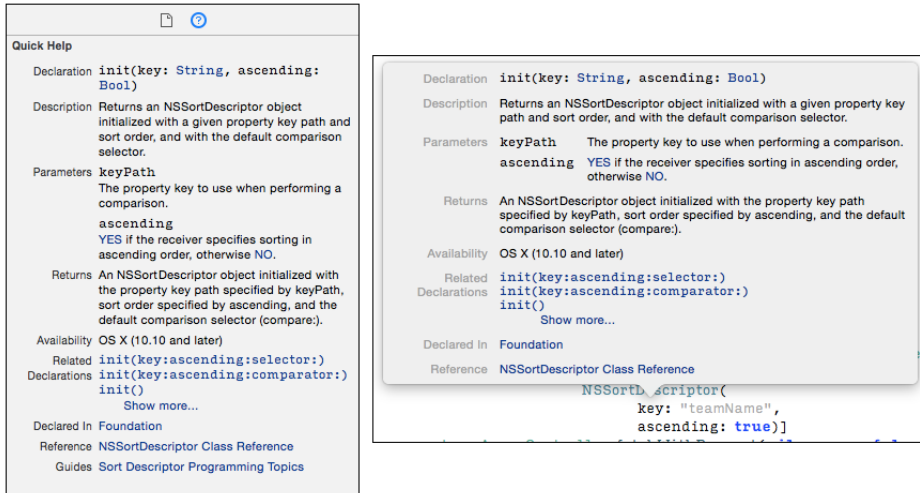 Quick Help
Declaration init(key: String, ascending:
Bool)
Description Returns an NSSortDescriptor object
initialized with a given property key path and
sort order, and with the default comparison
selector.
Parameters keyPath
The property key to use when performing a
comparison.
ascending
YES if the receiver specifies sorting in
ascending order, otherwise NO.
Returns An NSSortDescriptor object initialized with
the property key path specified by keyPath,
sort order specified by ascending, and the
default comparison selector (compare:).
Availability OS X (10.10 and later)
Related init(key:ascending:selector:)
Declarations init(key:ascending:comparator:)
init()
Show more...
Declared In Foundation
Reference NSSortDescriptor Class Reference
Guides Sort Descriptor Programming Topics
Declaration init(key: String, ascending: Bool)
Description Returns an NSSortDescriptor object initialized with a given property key
path and sort order, and with the default comparison selector.
Parameters keyPath The property key to use when performing a comparison.
ascending YES if the receiver specifies sorting in ascending order,
otherwise NO.
Returns An NSSortDescriptor object initialized with the property key path
specified by keyPath, sort order specified by ascending, and the default
comparison selector (compare:).
Availability OS X (10.10 and later)
Related init(key:ascending:selector:)
Declarations init(key:ascending:comparator:)
init()
Show more...
Declared In Foundation
Reference NSSortDescriptor Class Reference
NSSortDescriptor(
key: "teamName",
ascending: true)]